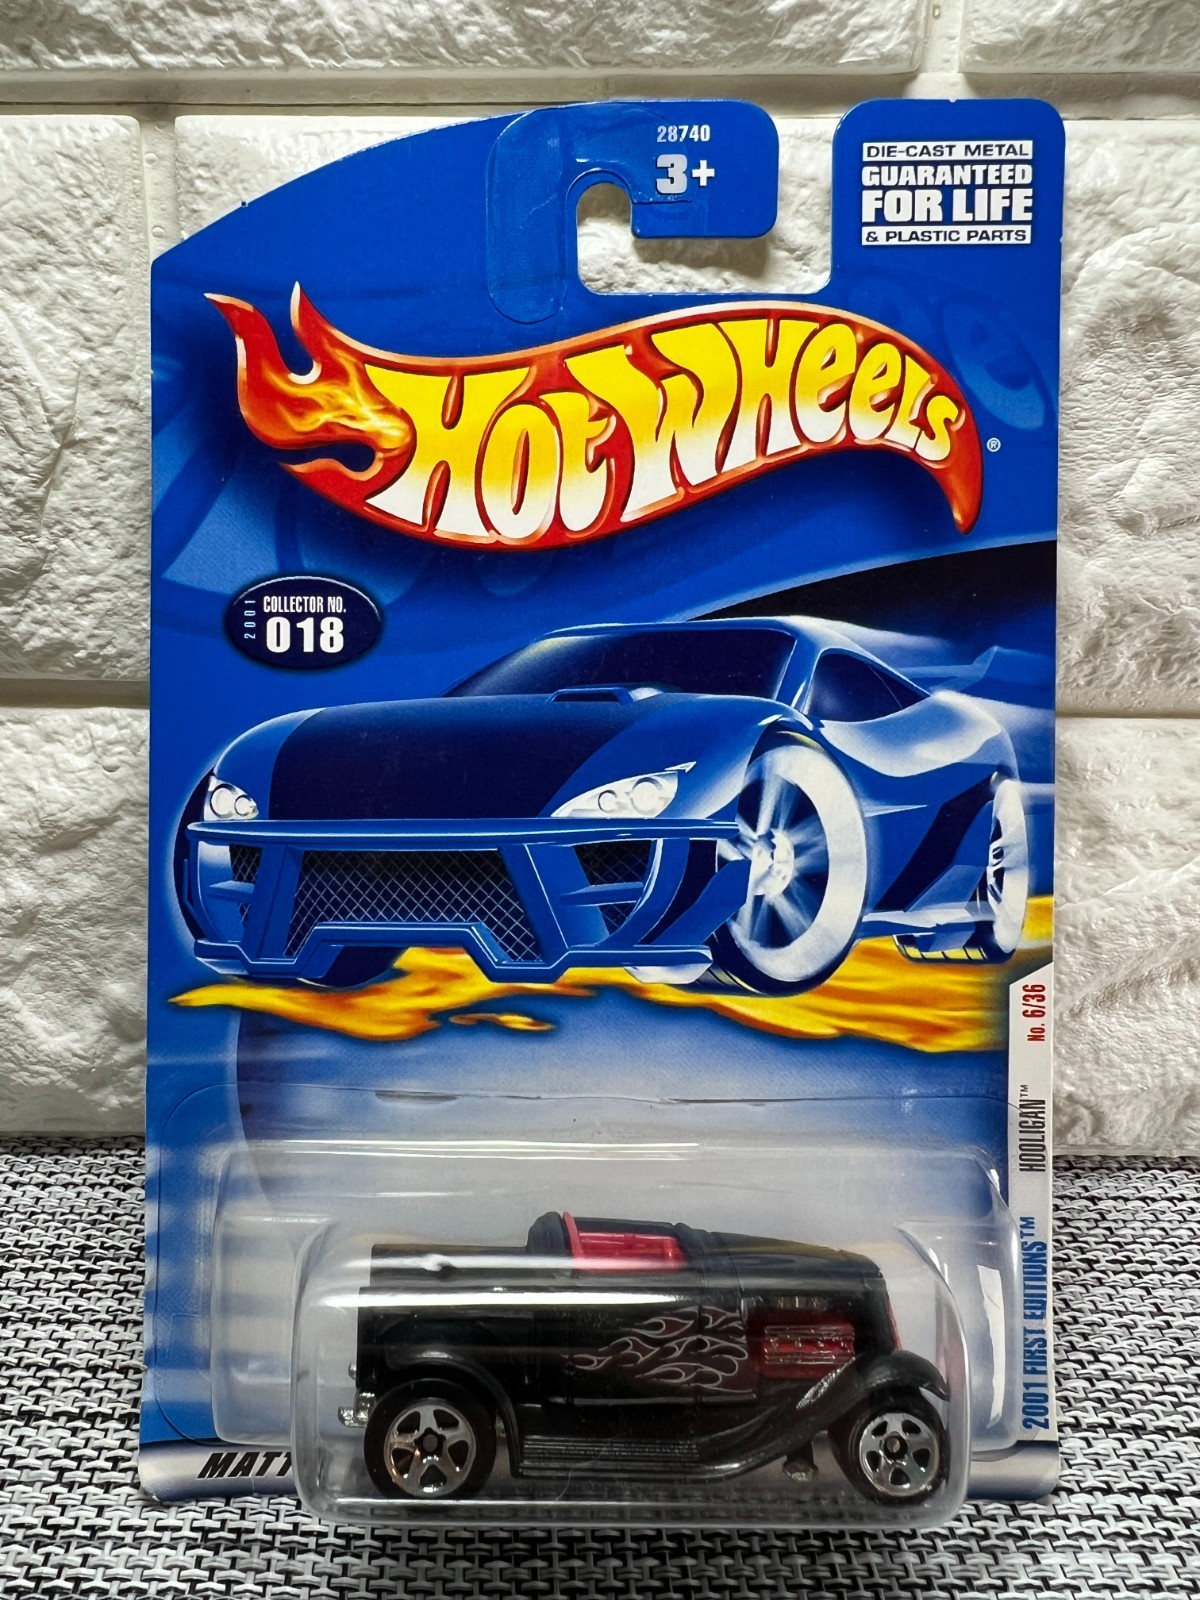 28740
3+
DIE-CAST METAL
GUARANTEED
FOR LIFE
& PLASTIC PARTS
HOT WHEELS ®
2001
COLLECTOR NO.
018
No. 6/36
HOOLIGAN™
2001 FIRST EDITIONS™
MATT